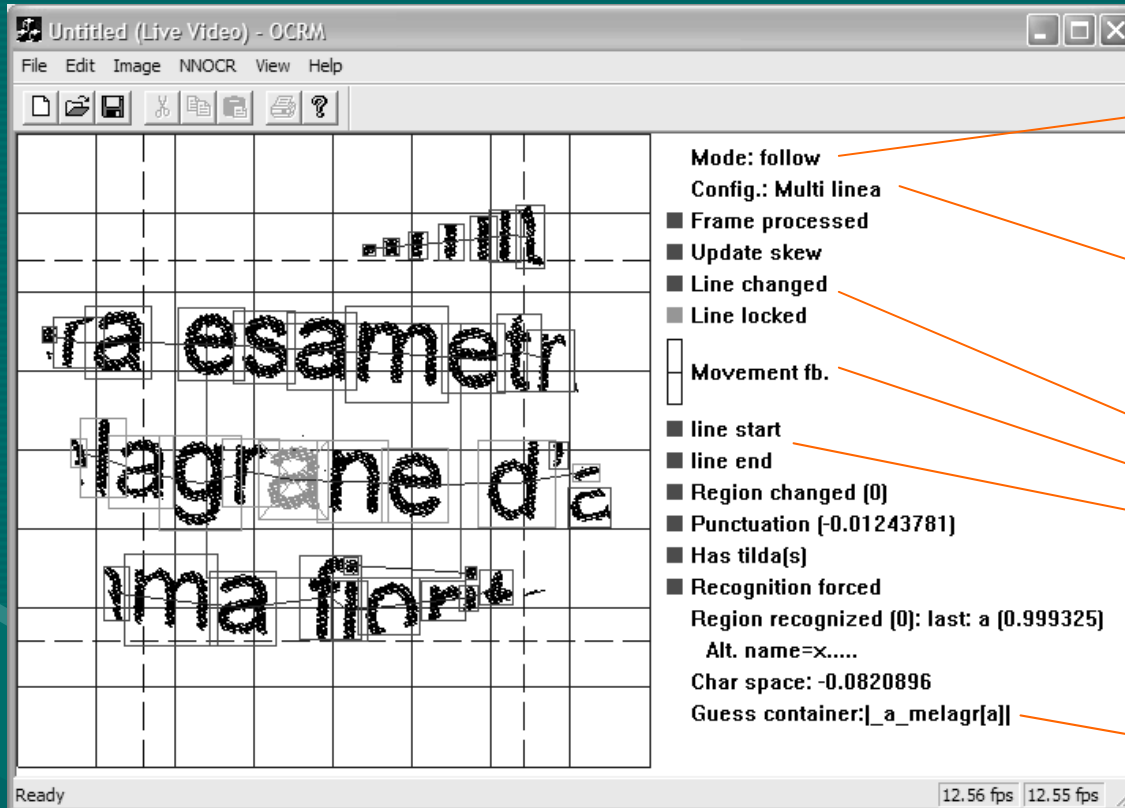 Untitled (Live Video) - OCRM
File Edit Image NNOCR View Help
Mode: follow
Config.: Multi linea
Frame processed
Update skew
Line changed
Line locked
Movement fb.
line start
line end
Region changed (0)
Punctuation (-0.01243781)
Has tilda(s)
Recognition forced
Region recognized (0): last: a (0.999325)
Alt. name=x.....
Char space: -0.0820896
Guess container:|_a_melagr[a]|
ra esame
lagrane d
ma
Ready 12.56 fps 12.55 fps